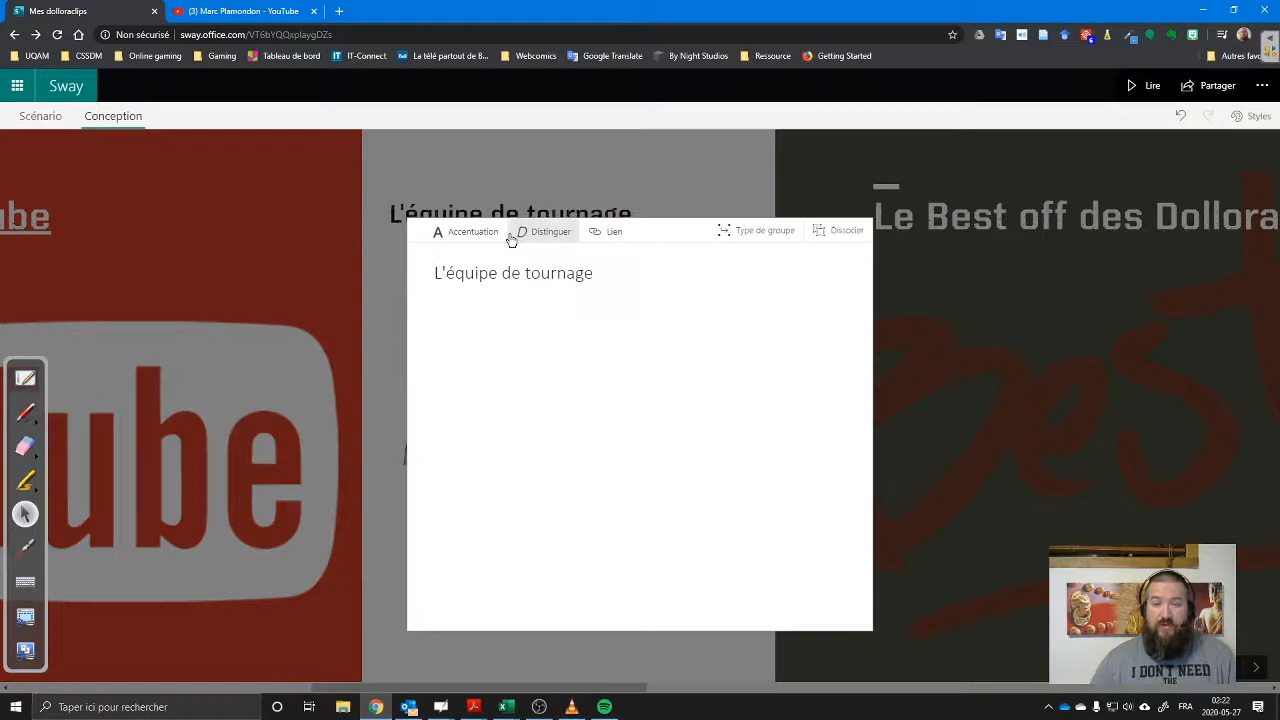 Mes dolloraclips
(3) Marc Plamondon - YouTube
Non sécurisé | sway.office.com/VT6bYQQxplaygDZs
UQAM
CSSDM
Online gaming
Gaming
Tableau de bord
IT-Connect
La télé partout de B...
Webcomics
Google Translate
By Night Studios
Ressource
Getting Started
Autres favo
Sway
Lire
Partager
Scénario
Conception
Styles
ube
L'équipe de tournage
Le Best off des Dollora
Accentuation
Distinguer
Lien
Type de groupe
Dissocier
L'équipe de tournage
ube
Best
I DON'T NEED
THE
Taper ici pour rechercher
FRA
02:22
2020-05-27